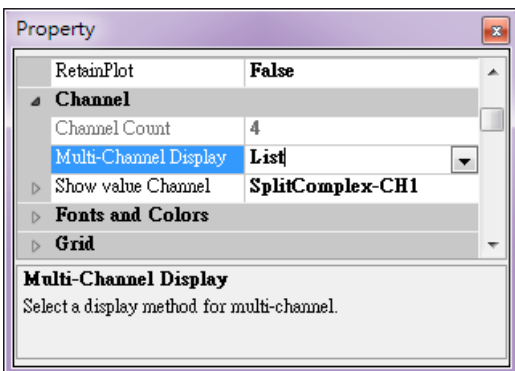 Property
RetainPlot False
Channel
Channel Count 4
Multi-Channel Display List
Show value Channel SplitComplex-CH1
Fonts and Colors
Grid
Multi-Channel Display
Select a display method for multi-channel.